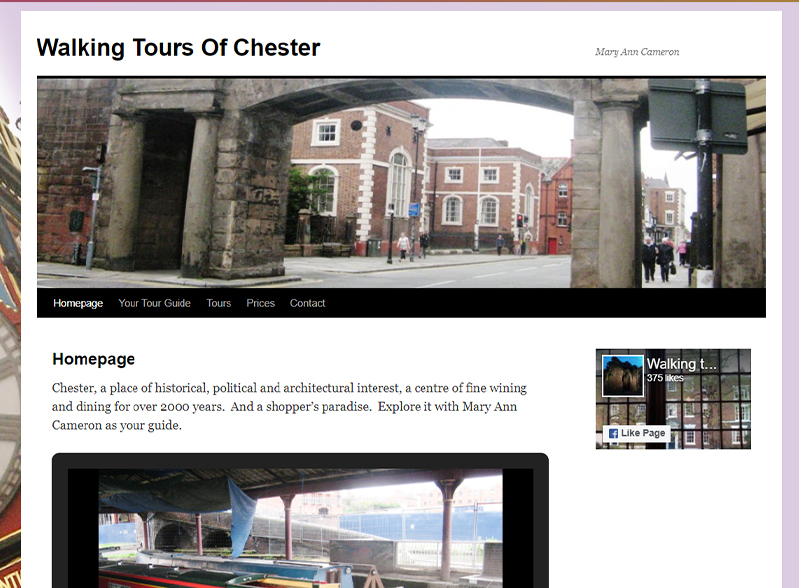 Walking Tours Of Chester
Mary Ann Cameron
Homepage Your Tour Guide Tours Prices Contact
Homepage
Chester, a place of historical, political and architectural interest, a centre of fine wining
and dining for over 2000 years. And a shopper's paradise. Explore it with Mary Ann
Cameron as your guide.
Walking t...
375 likes
Like Page